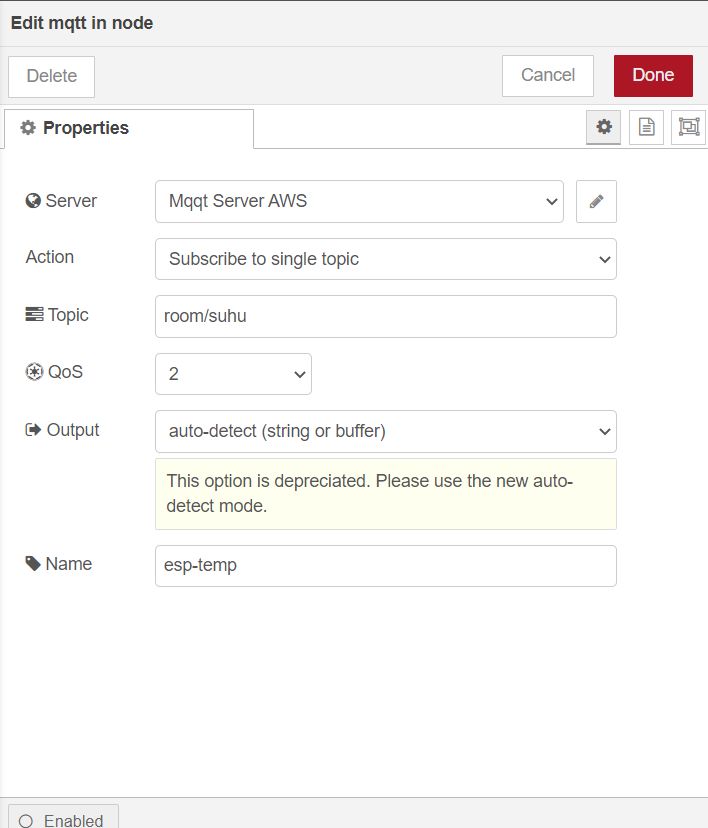 Edit mqtt in node
Delete
Cancel
Done
Properties
Server
Mqqt Server AWS
Action
Subscribe to single topic
Topic
room/suhu
QoS
2
Output
auto-detect (string or buffer)
This option is depreciated. Please use the new auto-
detect mode.
Name
esp-temp
Enabled